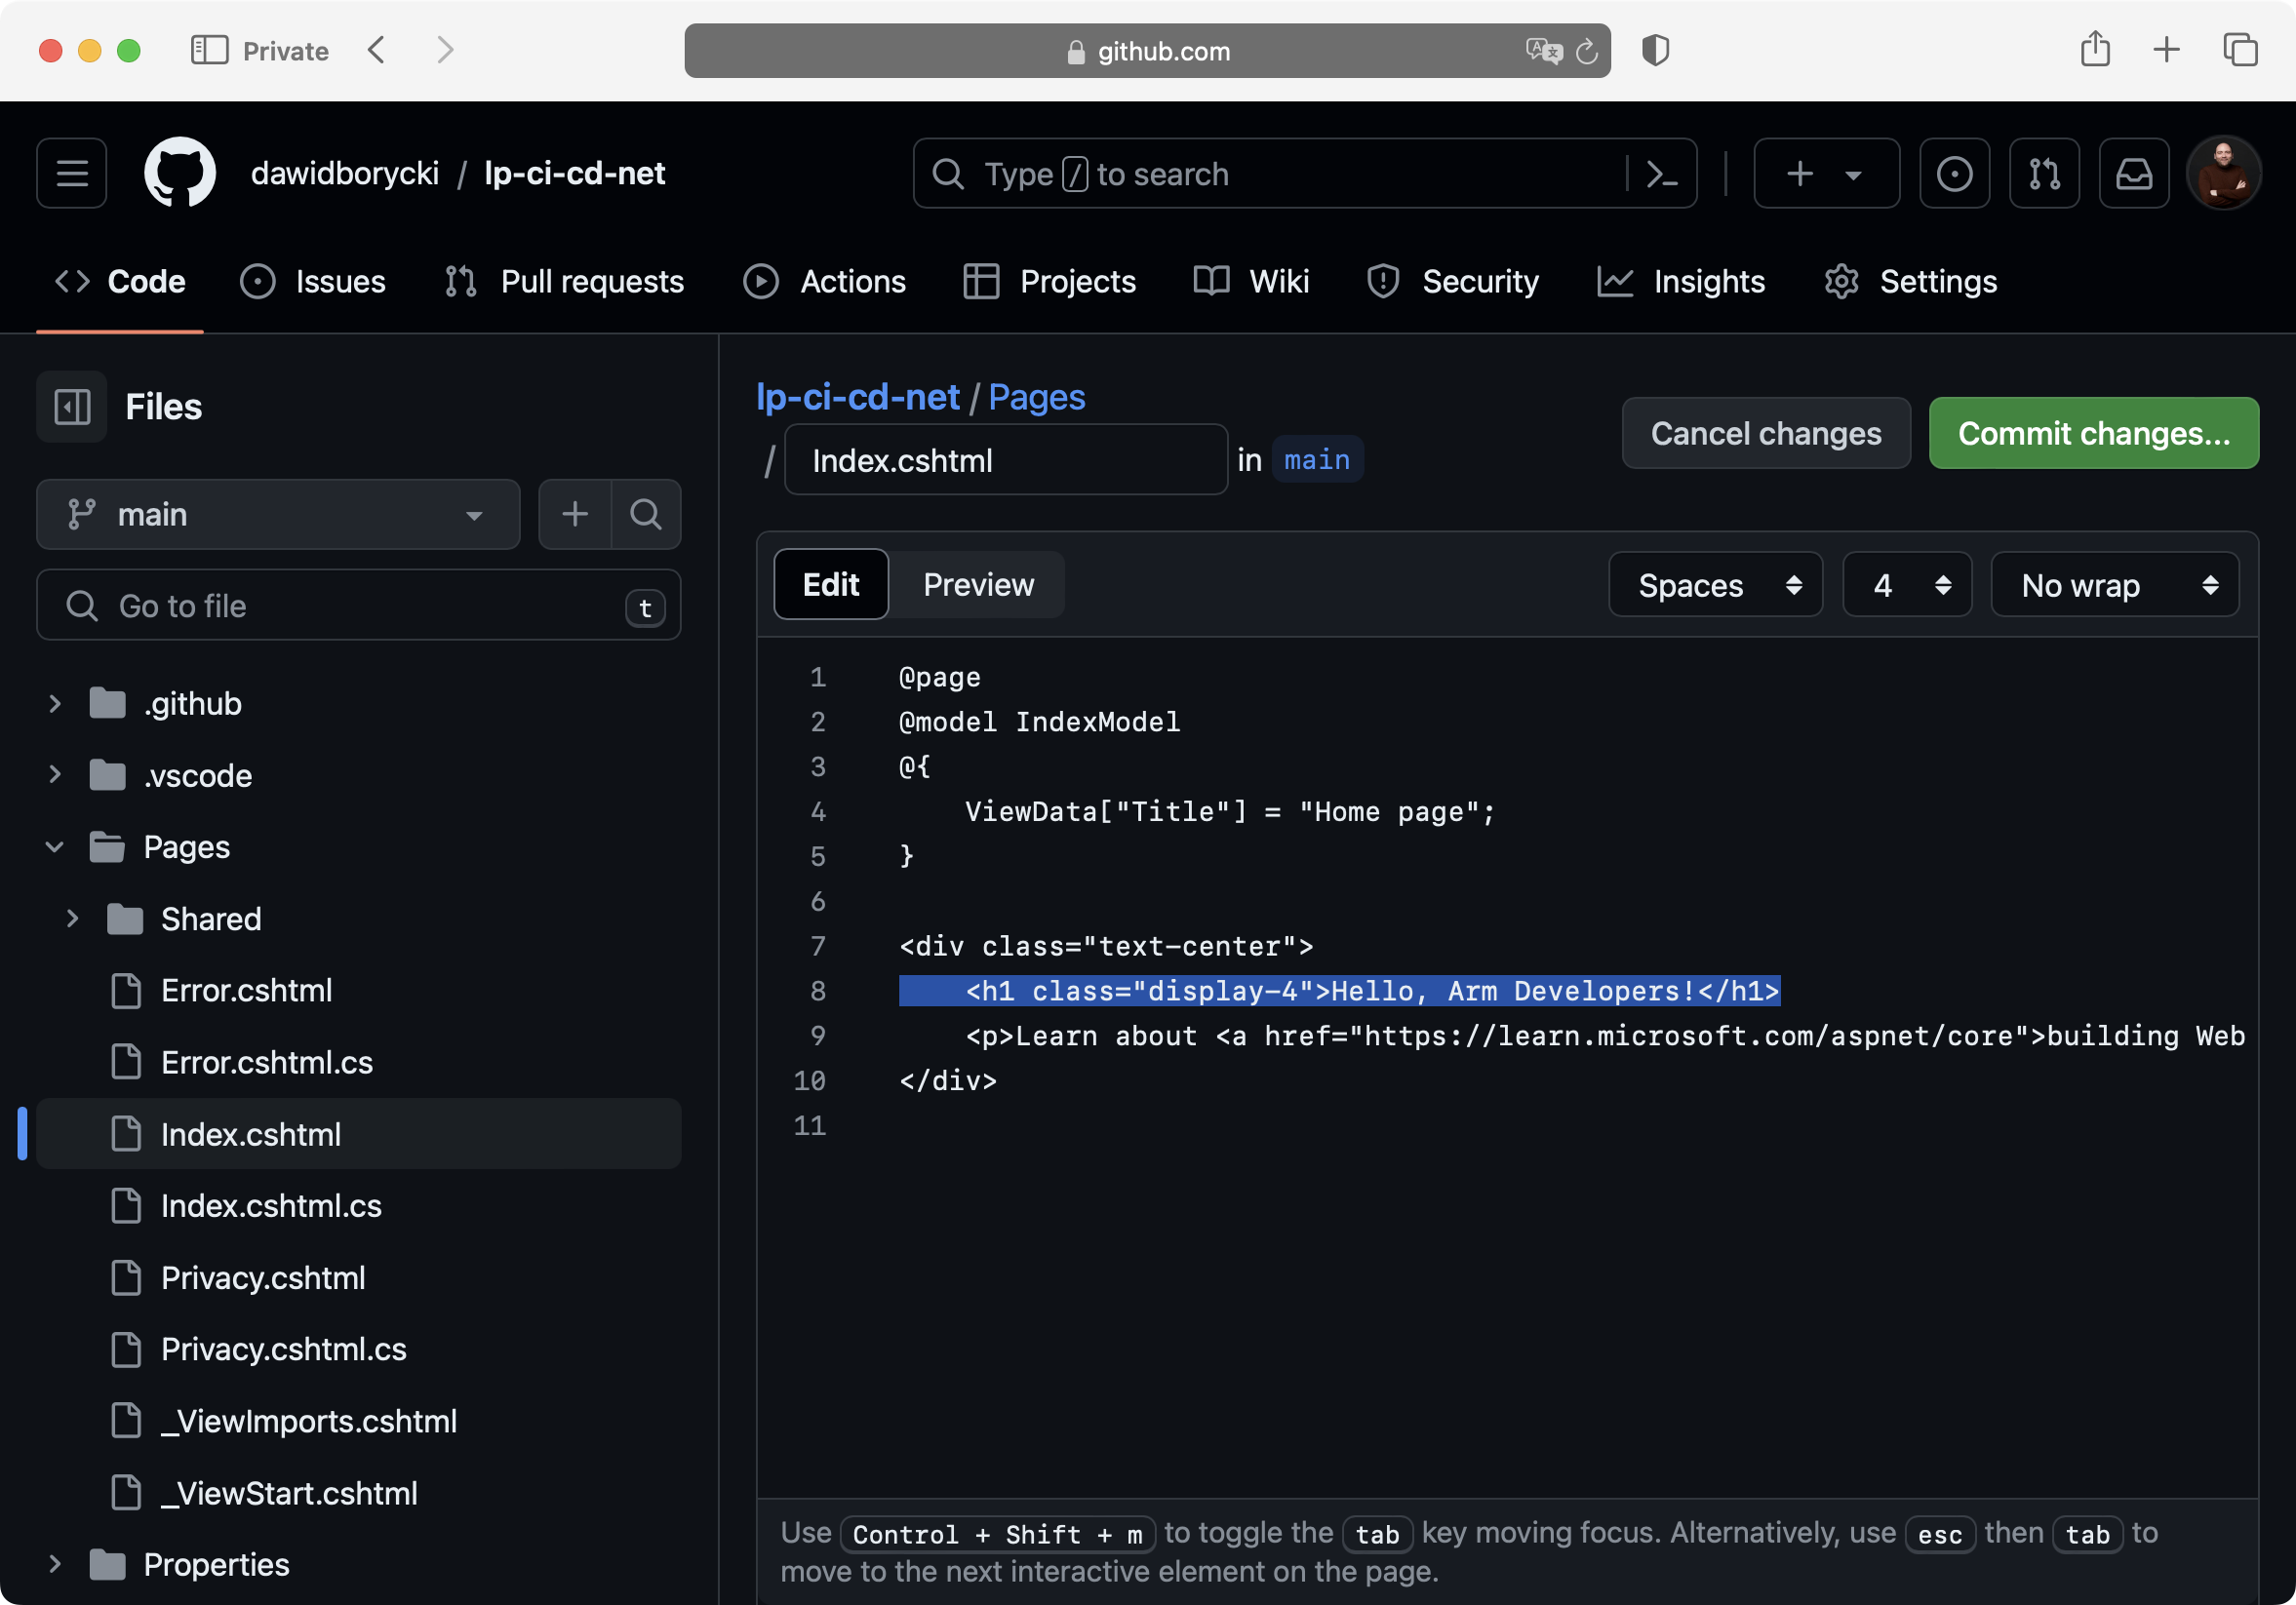 Private
github.com
dawidborycki / lp-ci-cd-net
Type / to search
Code
Issues
Pull requests
Actions
Projects
Wiki
Security
Insights
Settings
Files
main
Go to file
t
.github
.vscode
Pages
Shared
Error.cshtml
Error.cshtml.cs
Index.cshtml
Index.cshtml.cs
Privacy.cshtml
Privacy.cshtml.cs
_ViewImports.cshtml
_ViewStart.cshtml
Properties
lp-ci-cd-net / Pages
/ Index.cshtml in main
Cancel changes
Commit changes...
Edit
Preview
Spaces
4
No wrap
1 @page
2 @model IndexModel
3 @{
4     ViewData["Title"] = "Home page";
5 }
6
7 <div class="text-center">
8     <h1 class="display-4">Hello, Arm Developers!</h1>
9     <p>Learn about <a href="https://learn.microsoft.com/aspnet/core">building Web
10 </div>
11
Use Control + Shift + m to toggle the tab key moving focus. Alternatively, use esc then tab to
move to the next interactive element on the page.